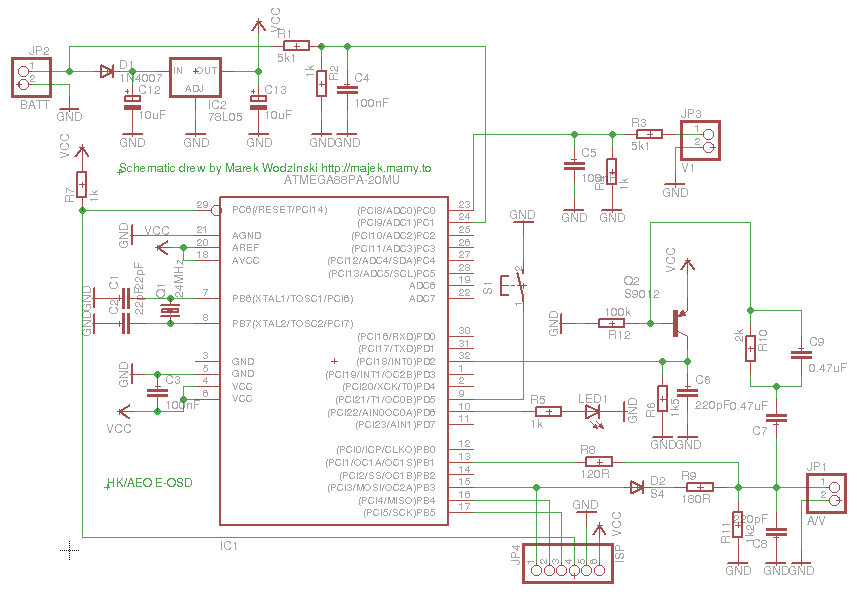 VCC
R1
5k1
JP2
1
2
BATT
GND
D1
1N4007
C12
10uF
GND
IN
OUT
ADJ
IC2
78L05
GND
C13
10uF
GND
1k
R2
GND
C4
100nF
GND
VCC
R7
1k
Schematic drew by Marek Wodzinski http://majek.mamy.to
ATMEGA88PA-20MU
C5
GND
1k
GND
R3
5k1
JP3
1
2
V1
GND
29 PC6(/RESET/PCI14) (PCI8/ADC0)PC0 23
(PCI9/ADC1)PC1 24
GND
VCC
21 AGND (PCI10/ADC2)PC2 25
20 AREF (PCI11/ADC3)PC3 26
18 AVCC (PCI12/ADC4/SDA)PC4 27
(PCI13/ADC5/SCL)PC5 28
ADC6 19
7 PB6(XTAL1/TOSC1/PCI6) ADC7 22
8 PB7(XTAL2/TOSC2/PCI7) (PCI16/RXD)PD0 30
(PCI17/TXD)PD1 31
3 GND (PCI18/INT0)PD2 32
5 GND (PCI19/INT1/OC2B)PD3 1
4 VCC (PCI20/XCK/T0)PD4 2
6 VCC (PCI21/T1/OC0B)PD5 9
(PCI22/AIN0OC0A)PD6 10
(PCI23/AIN1)PD7 11
(PCI0/ICP/CLKO)PB0 12
(PCI1/OC1A/OC1S)PB1 13
(PCI2/SS/OC1B)PB2 14
(PCI3/MOSI/OC2A)PB3 15
(PCI4/MISO)PB4 16
(PCI5/SCK)PB5 17
IC1
GND
C1
22pF
GND
C2
22pF
Q1
24MHz
GND
C3
100nF
VCC
HK/AEO E-OSD
GND
S1
2
1
Q2
S9012
VCC
GND
100k
R12
2k
R10
C9
0.47uF
R6
1k5
GND
C6
220pF
GND
0.47uF
C7
R5
1k
LED1
GND
R8
120R
D2
S4
R9
180R
JP1
1
2
A/V
GND
R11
1k2
GND
C8
GND
JP4
1
2
3
4
5
6
ISP
GND
VCC